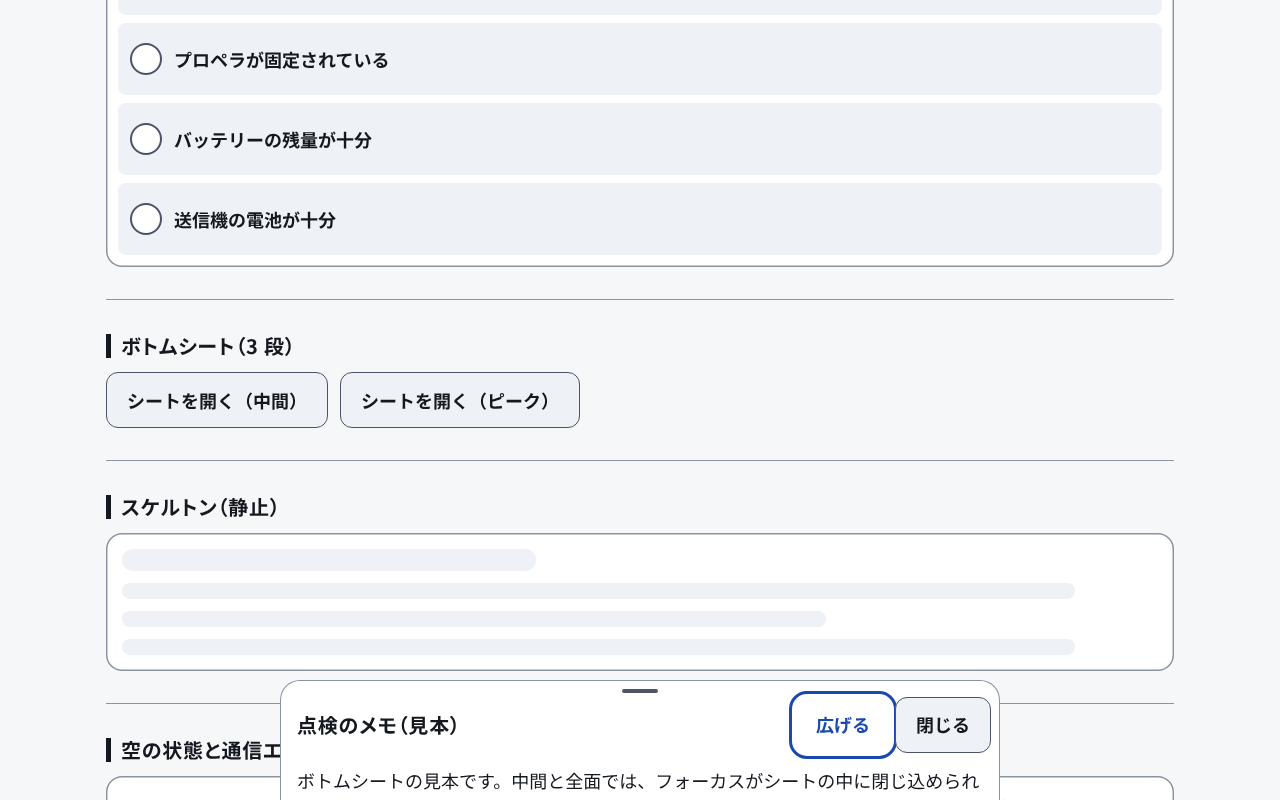 プロペラが固定されている
バッテリーの残量が十分
送信機の電池が十分
ボトムシート（3 段）
シートを開く（中間）
シートを開く（ピーク）
スケルトン（静止）
空の状態と通信エ
点検のメモ（見本）
広げる
閉じる
ボトムシートの見本です。中間と全面では、フォーカスがシートの中に閉じ込められ